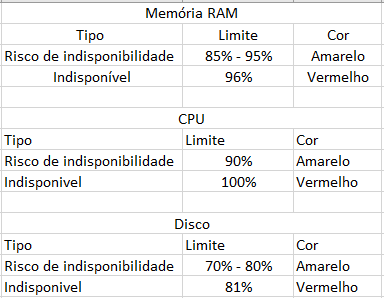 Memória RAM
Tipo Limite Cor
Risco de indisponibilidade 85% - 95% Amarelo
Indisponível 96% Vermelho
CPU
Tipo Limite Cor
Risco de indisponibilidade 90% Amarelo
Indisponivel 100% Vermelho
Disco
Tipo Limite Cor
Risco de indisponibilidade 70% - 80% Amarelo
Indisponivel 81% Vermelho